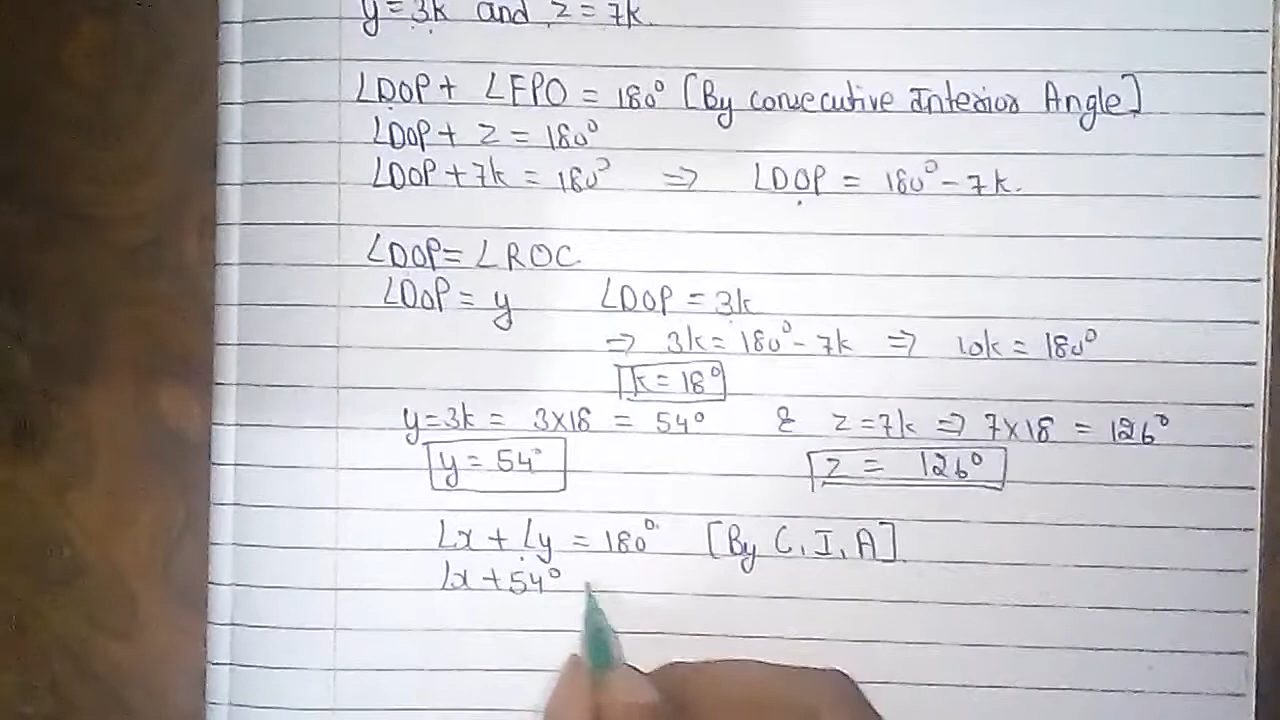 y = 3k and z = 7k.
∠DOP + ∠FPO = 180° [By consecutive Interior Angle]
∠DOP + z = 180°
∠DOP + 7k = 180° ⇒ ∠DOP = 180° - 7k.
∠DOP = ∠ROC
∠DOP = y ∠DOP = 3k
⇒ 3k = 180° - 7k ⇒ 10k = 180°
k = 18°
y = 3k = 3×18 = 54° & z = 7k ⇒ 7×18 = 126°
y = 54° z = 126°
∠x + ∠y = 180° [By C, I, A]
∠x + 54°